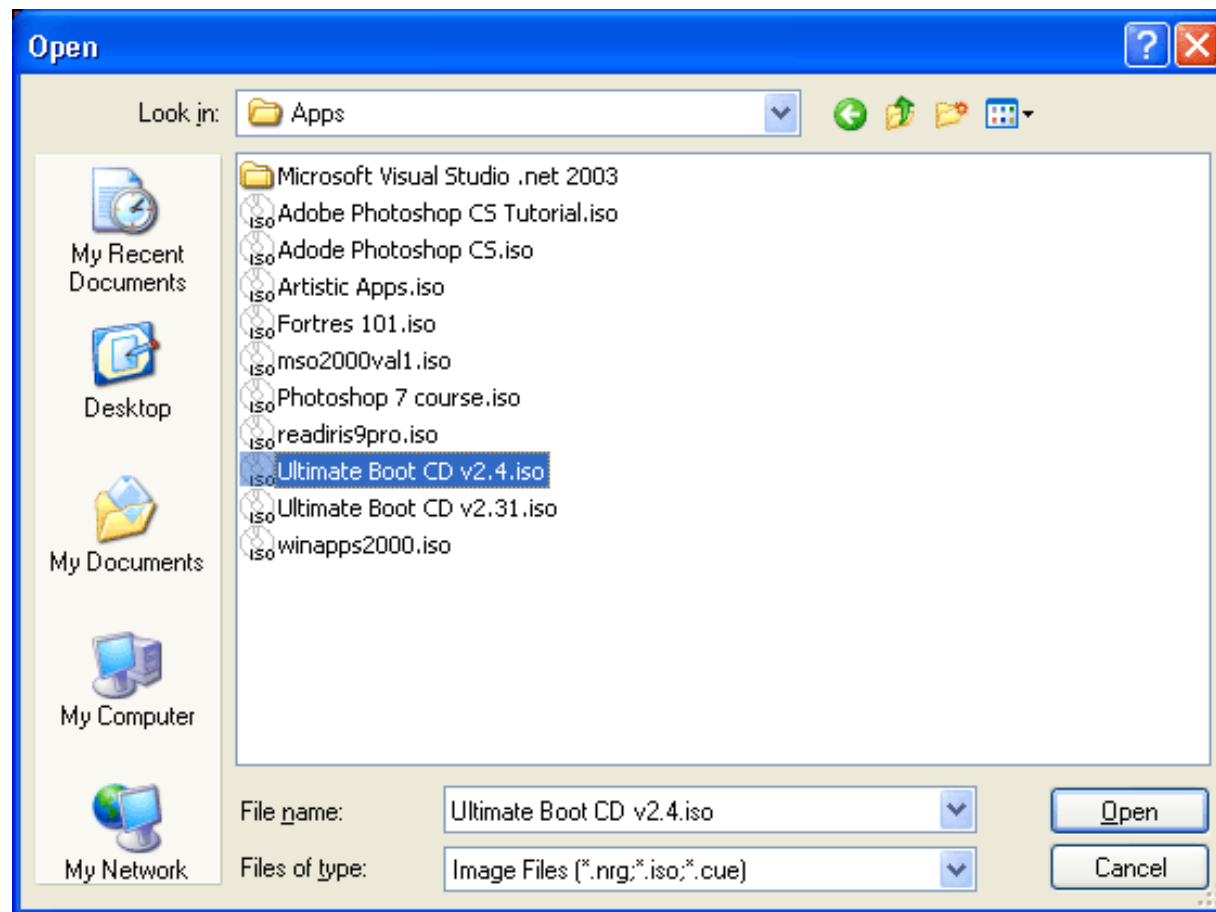 Open
Look in: Apps
My Recent
Documents
Desktop
My Documents
My Computer
My Network
Microsoft Visual Studio .net 2003
Adobe Photoshop CS Tutorial.iso
Adode Photoshop CS.iso
Artistic Apps.iso
Fortres 101.iso
mso2000val1.iso
Photoshop 7 course.iso
readiris9pro.iso
Ultimate Boot CD v2.4.iso
Ultimate Boot CD v2.31.iso
winapps2000.iso
File name: Ultimate Boot CD v2.4.iso Open
Files of type: Image Files (*.nrg;*.iso;*.cue) Cancel